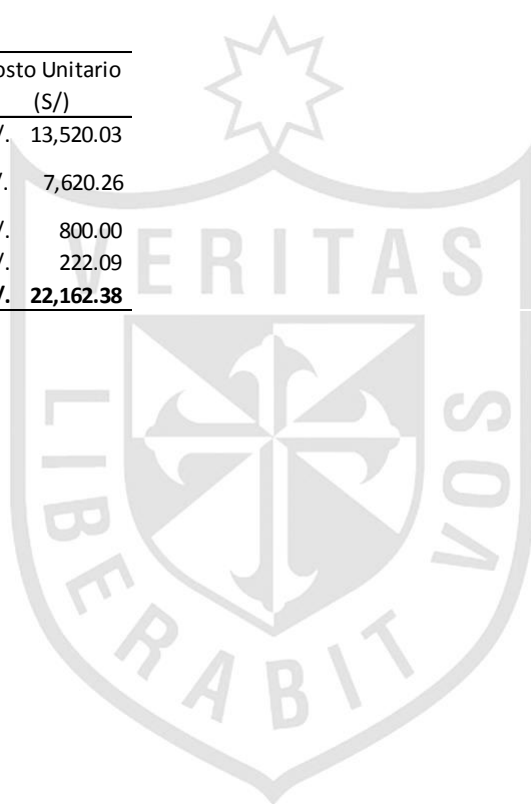 osto Unitario
(S/)
/. 13,520.03
/. 7,620.26
/. 800.00
/. 222.09
/. 22,162.38
VERITAS
LIBERABIT VOS